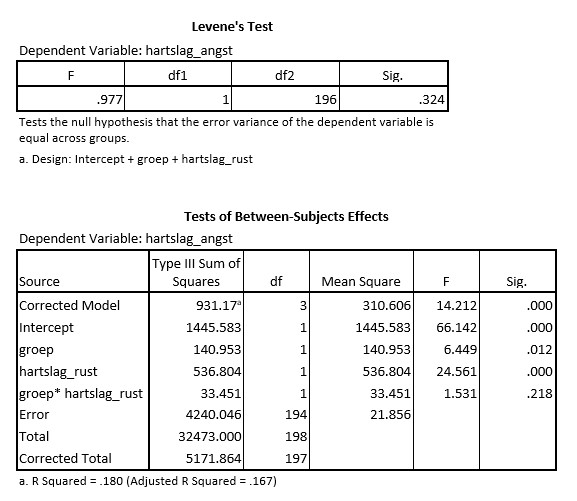 Levene's Test
Dependent Variable: hartslag_angst
F df1 df2 Sig.
.977 1 196 .324
Tests the null hypothesis that the error variance of the dependent variable is
equal across groups.
a. Design: Intercept + groep + hartslag_rust
Tests of Between-Subjects Effects
Dependent Variable: hartslag_angst
Type III Sum of
Source Squares df Mean Square F Sig.
Corrected Model 931.17a 3 310.606 14.212 .000
Intercept 1445.583 1 1445.583 66.142 .000
groep 140.953 1 140.953 6.449 .012
hartslag_rust 536.804 1 536.804 24.561 .000
groep* hartslag_rust 33.451 1 33.451 1.531 .218
Error 4240.046 194 21.856
Total 32473.000 198
Corrected Total 5171.864 197
a. R Squared = .180 (Adjusted R Squared = .167)